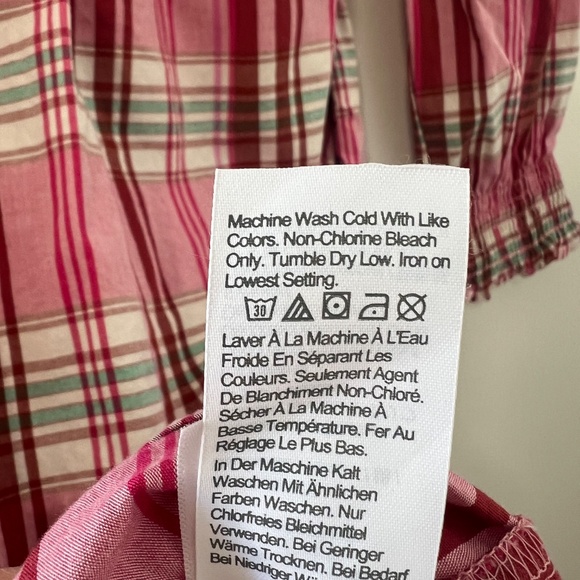 Machine Wash Cold With Like
Colors. Non-Chlorine Bleach
Only. Tumble Dry Low. Iron on
Lowest Setting.
30
Laver À La Machine À L'Eau
Froide En Séparant Les
Couleurs. Seulement Agent
De Blanchiment Non-Chloré.
Sécher À La Machine À
Basse Température. Fer Au
Réglage Le Plus Bas.
In Der Maschine Kalt
Waschen Mit Ähnlichen
Farben Waschen. Nur
Chlorfreies Bleichmittel
Verwenden. Bei Geringer
Wärme Trocknen. Bei Bedarf
Bei Niedriger